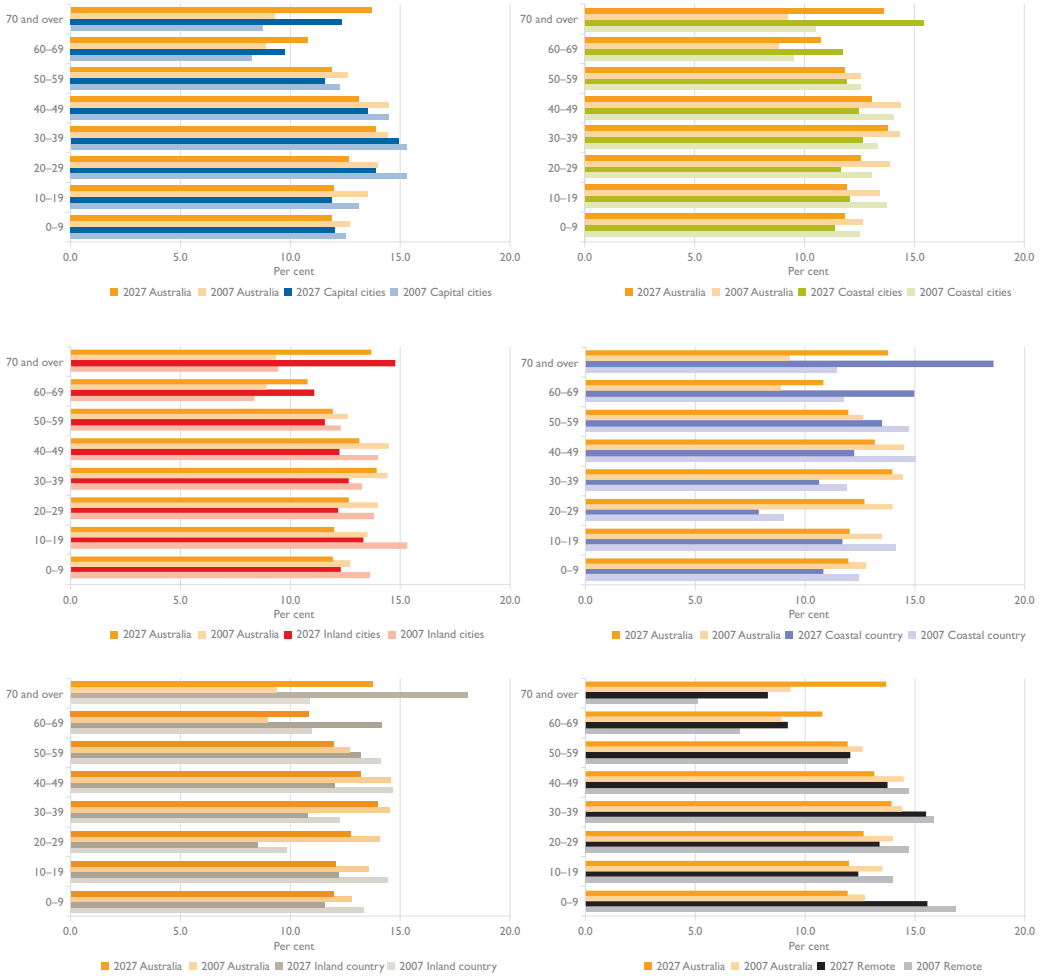 70 and over
60–69
50–59
40–49
30–39
20–29
10–19
0–9
0.0 5.0 10.0 15.0 20.0
Per cent
2027 Australia 2007 Australia 2027 Capital cities 2007 Capital cities
70 and over
60–69
50–59
40–49
30–39
20–29
10–19
0–9
0.0 5.0 10.0 15.0 20.0
Per cent
2027 Australia 2007 Australia 2027 Coastal cities 2007 Coastal cities
70 and over
60–69
50–59
40–49
30–39
20–29
10–19
0–9
0.0 5.0 10.0 15.0 20.0
Per cent
2027 Australia 2007 Australia 2027 Inland cities 2007 Inland cities
70 and over
60–69
50–59
40–49
30–39
20–29
10–19
0–9
0.0 5.0 10.0 15.0 20.0
Per cent
2027 Australia 2007 Australia 2027 Coastal country 2007 Coastal country
70 and over
60–69
50–59
40–49
30–39
20–29
10–19
0–9
0.0 5.0 10.0 15.0 20.0
Per cent
2027 Australia 2007 Australia 2027 Inland country 2007 Inland country
70 and over
60–69
50–59
40–49
30–39
20–29
10–19
0–9
0.0 5.0 10.0 15.0 20.0
Per cent
2027 Australia 2007 Australia 2027 Remote 2007 Remote